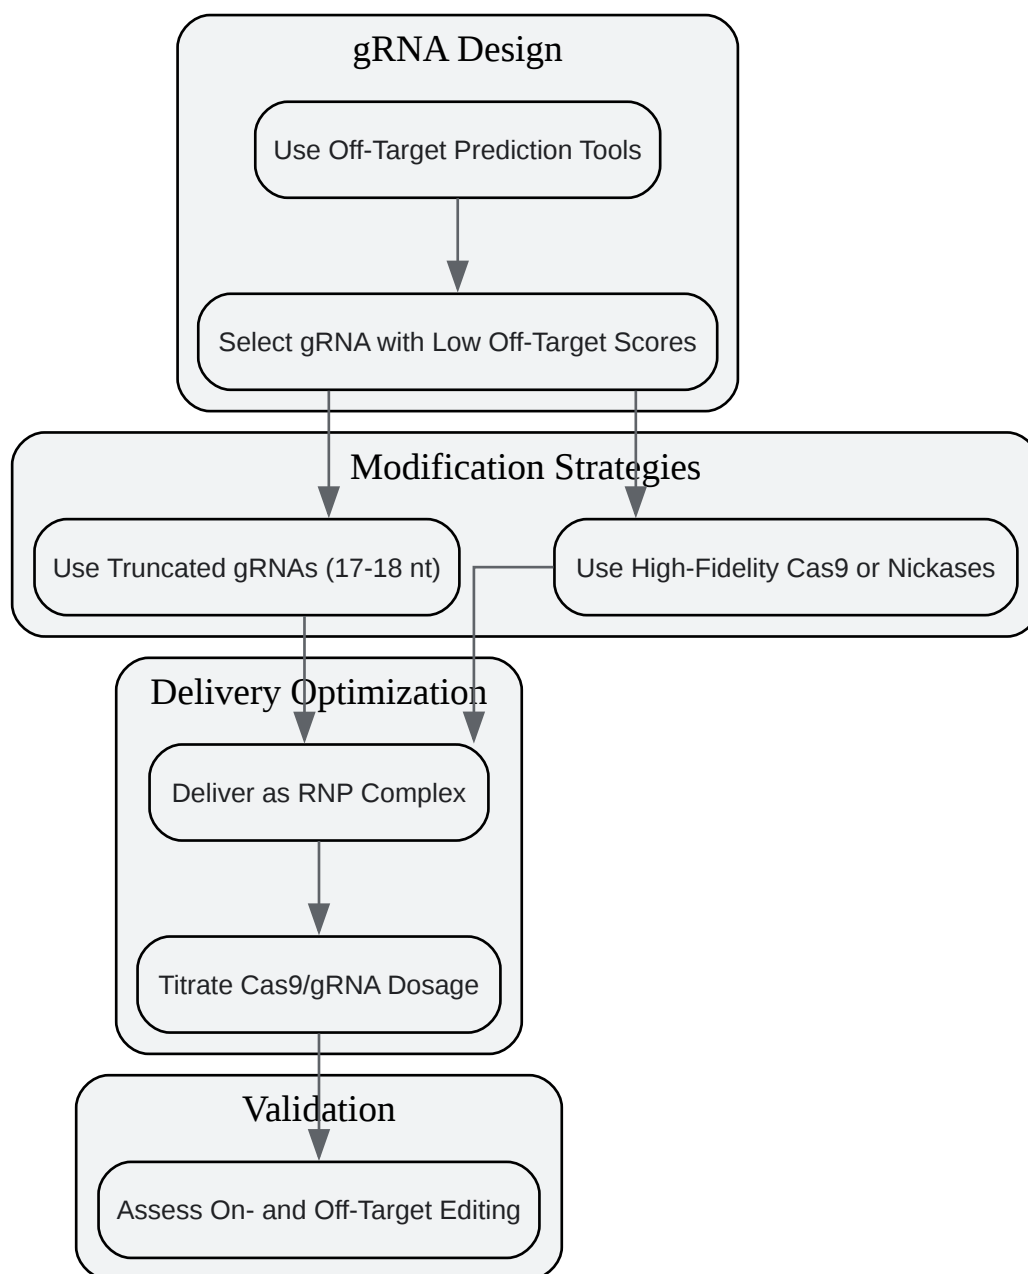 gRNA Design
Use Off-Target Prediction Tools
Select gRNA with Low Off-Target Scores
Modification Strategies
Use Truncated gRNAs (17-18 nt)
Use High-Fidelity Cas9 or Nickases
Delivery Optimization
Deliver as RNP Complex
Titrate Cas9/gRNA Dosage
Validation
Assess On- and Off-Target Editing